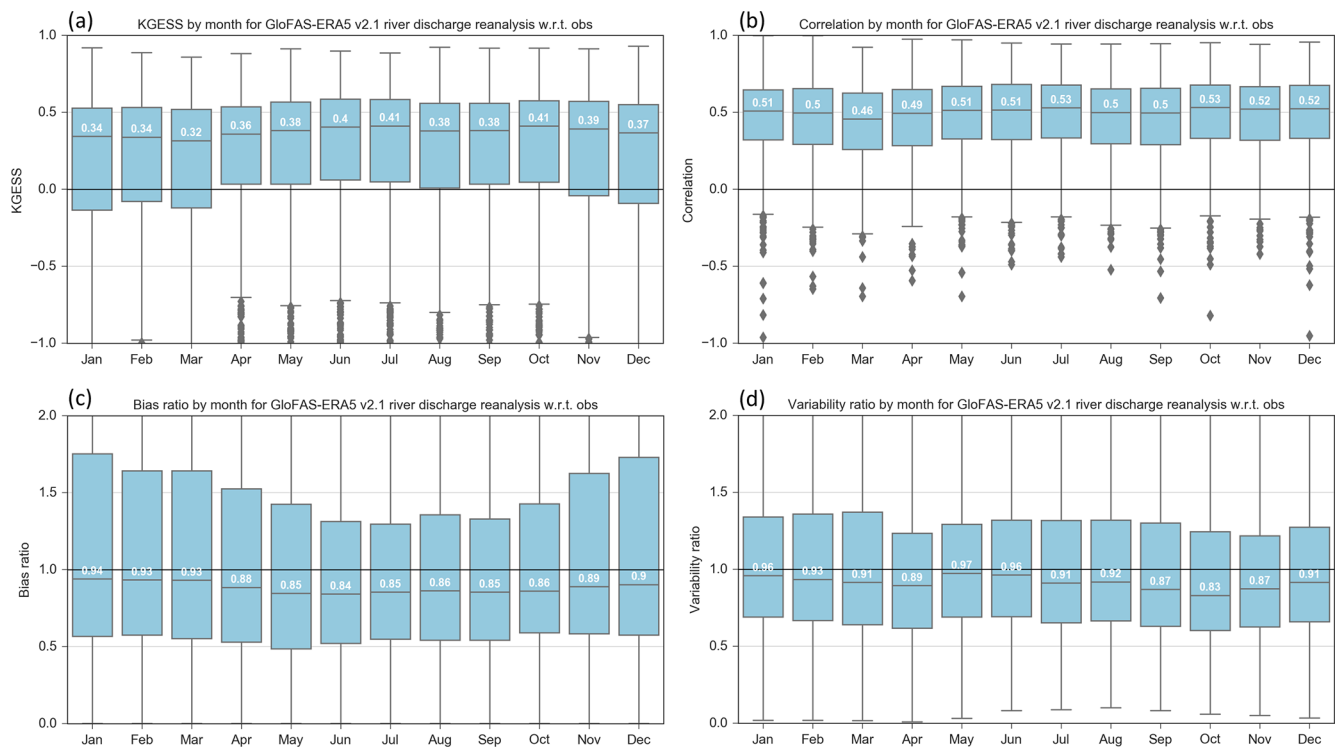 (a)
KGESS by month for GloFAS-ERA5 v2.1 river discharge reanalysis w.r.t. obs
KGESS
1.0
0.5
0.0
−0.5
−1.0
0.34 0.34 0.32 0.36 0.38 0.4 0.41 0.38 0.38 0.41 0.39 0.37
Jan Feb Mar Apr May Jun Jul Aug Sep Oct Nov Dec
(b)
Correlation by month for GloFAS-ERA5 v2.1 river discharge reanalysis w.r.t. obs
Correlation
1.0
0.5
0.0
−0.5
−1.0
0.51 0.5 0.46 0.49 0.51 0.51 0.53 0.5 0.5 0.53 0.52 0.52
Jan Feb Mar Apr May Jun Jul Aug Sep Oct Nov Dec
(c)
Bias ratio by month for GloFAS-ERA5 v2.1 river discharge reanalysis w.r.t. obs
Bias ratio
2.0
1.5
1.0
0.5
0.0
0.94 0.93 0.93 0.88 0.85 0.84 0.85 0.86 0.85 0.86 0.89 0.9
Jan Feb Mar Apr May Jun Jul Aug Sep Oct Nov Dec
(d)
Variability ratio by month for GloFAS-ERA5 v2.1 river discharge reanalysis w.r.t. obs
Variability ratio
2.0
1.5
1.0
0.5
0.0
0.96 0.93 0.91 0.89 0.97 0.96 0.91 0.92 0.87 0.83 0.87 0.91
Jan Feb Mar Apr May Jun Jul Aug Sep Oct Nov Dec